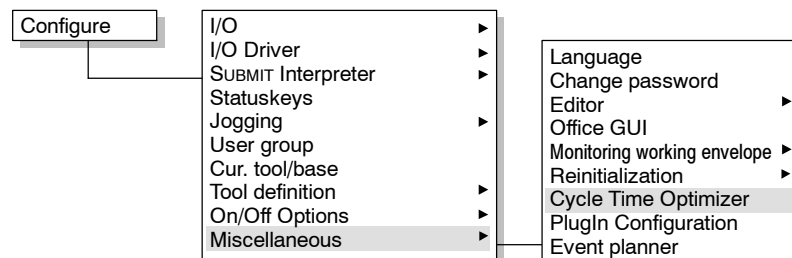 Configure
I/O
I/O Driver
SUBMIT Interpreter
Statuskeys
Jogging
User group
Cur. tool/base
Tool definition
On/Off Options
Miscellaneous
Language
Change password
Editor
Office GUI
Monitoring working envelope
Reinitialization
Cycle Time Optimizer
PlugIn Configuration
Event planner